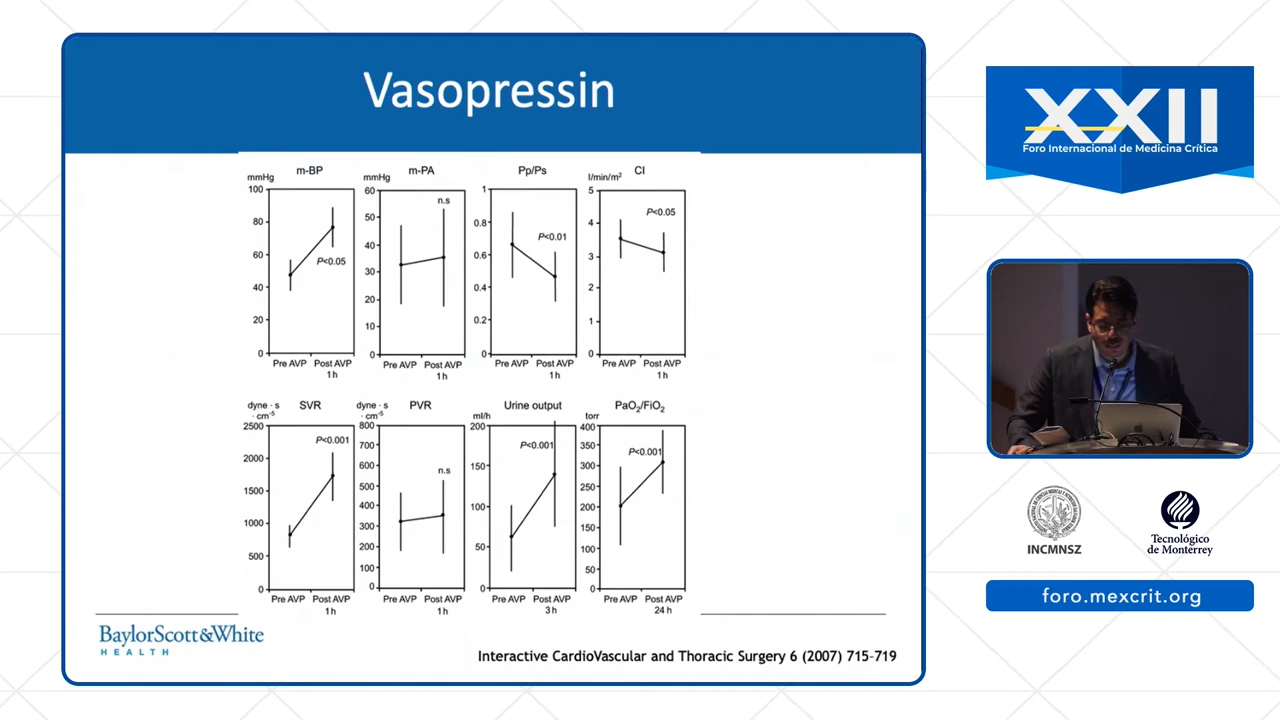 Vasopressin
m-BP
mmHg
100
80
60
40
20
0
P<0.05
Pre AVP Post AVP
1 h
m-PA
mmHg
60
50
40
30
20
10
0
n.s
Pre AVP Post AVP
1 h
Pp/Ps
1
0.8
0.6
0.4
0.2
0
P<0.01
Pre AVP Post AVP
1 h
CI
l/min/m²
5
4
3
2
1
0
P<0.05
Pre AVP Post AVP
1 h
SVR
dyne · s
· cm⁻⁵
2500
2000
1500
1000
500
0
P<0.001
Pre AVP Post AVP
1 h
PVR
dyne · s
· cm⁻⁵
800
700
600
500
400
300
200
100
0
n.s
Pre AVP Post AVP
1 h
Urine output
ml/h
200
150
100
50
0
P<0.001
Pre AVP Post AVP
3 h
PaO₂/FiO₂
torr
400
350
300
250
200
150
100
50
0
P<0.001
Pre AVP Post AVP
24 h
BaylorScott&White
HEALTH
Interactive CardioVascular and Thoracic Surgery 6 (2007) 715-719
XXII
Foro Internacional de Medicina Crítica
INCMNSZ
Tecnológico
de Monterrey
foro.mexcrit.org